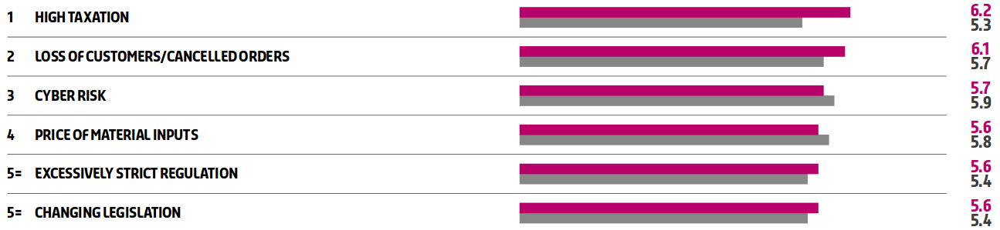 1 HIGH TAXATION 6.2
5.3
2 LOSS OF CUSTOMERS/CANCELLED ORDERS 6.1
5.7
3 CYBER RISK 5.7
5.9
4 PRICE OF MATERIAL INPUTS 5.6
5.8
5= EXCESSIVELY STRICT REGULATION 5.6
5.4
5= CHANGING LEGISLATION 5.6
5.4